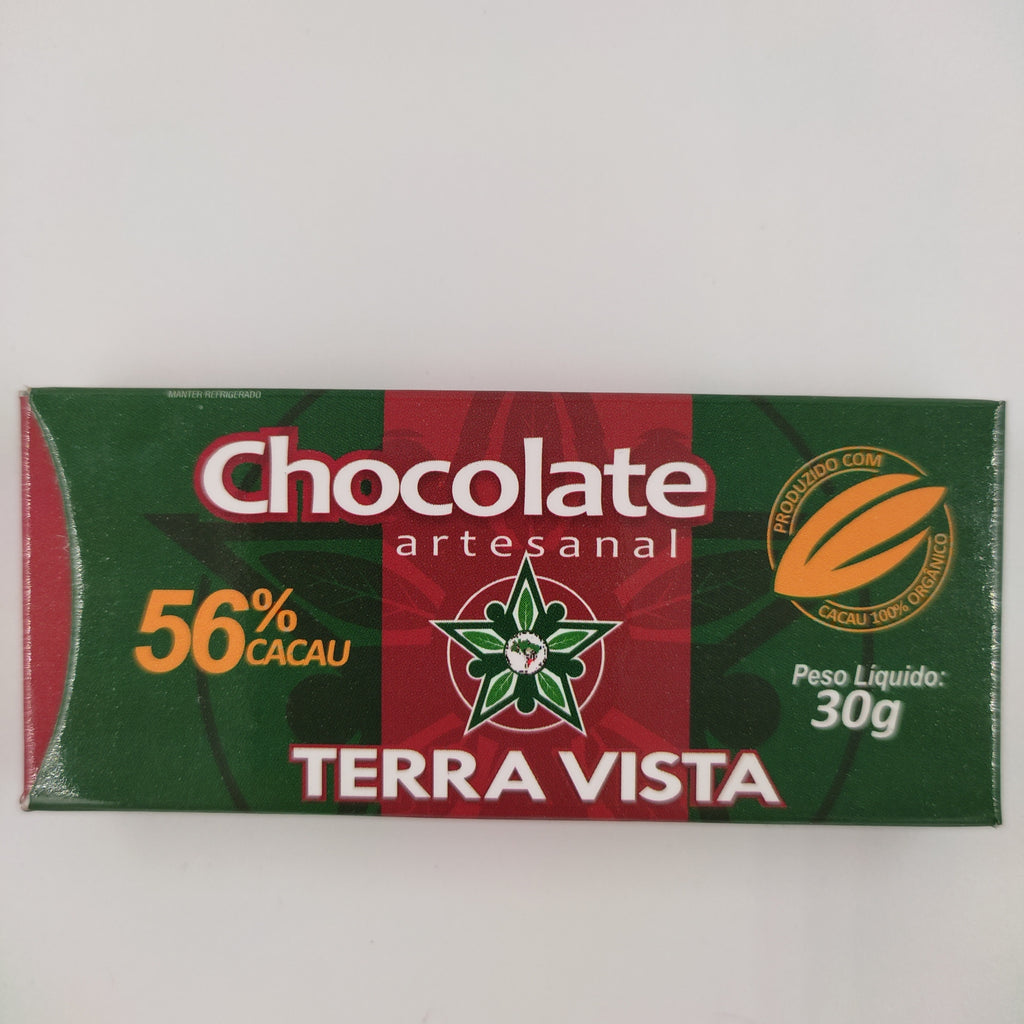 MANTER REFRIGERADO
Chocolate
artesanal
56%
CACAU
PRODUZIDO COM
CACAU 100% ORGÂNICO
Peso Líquido:
30g
TERRA VISTA